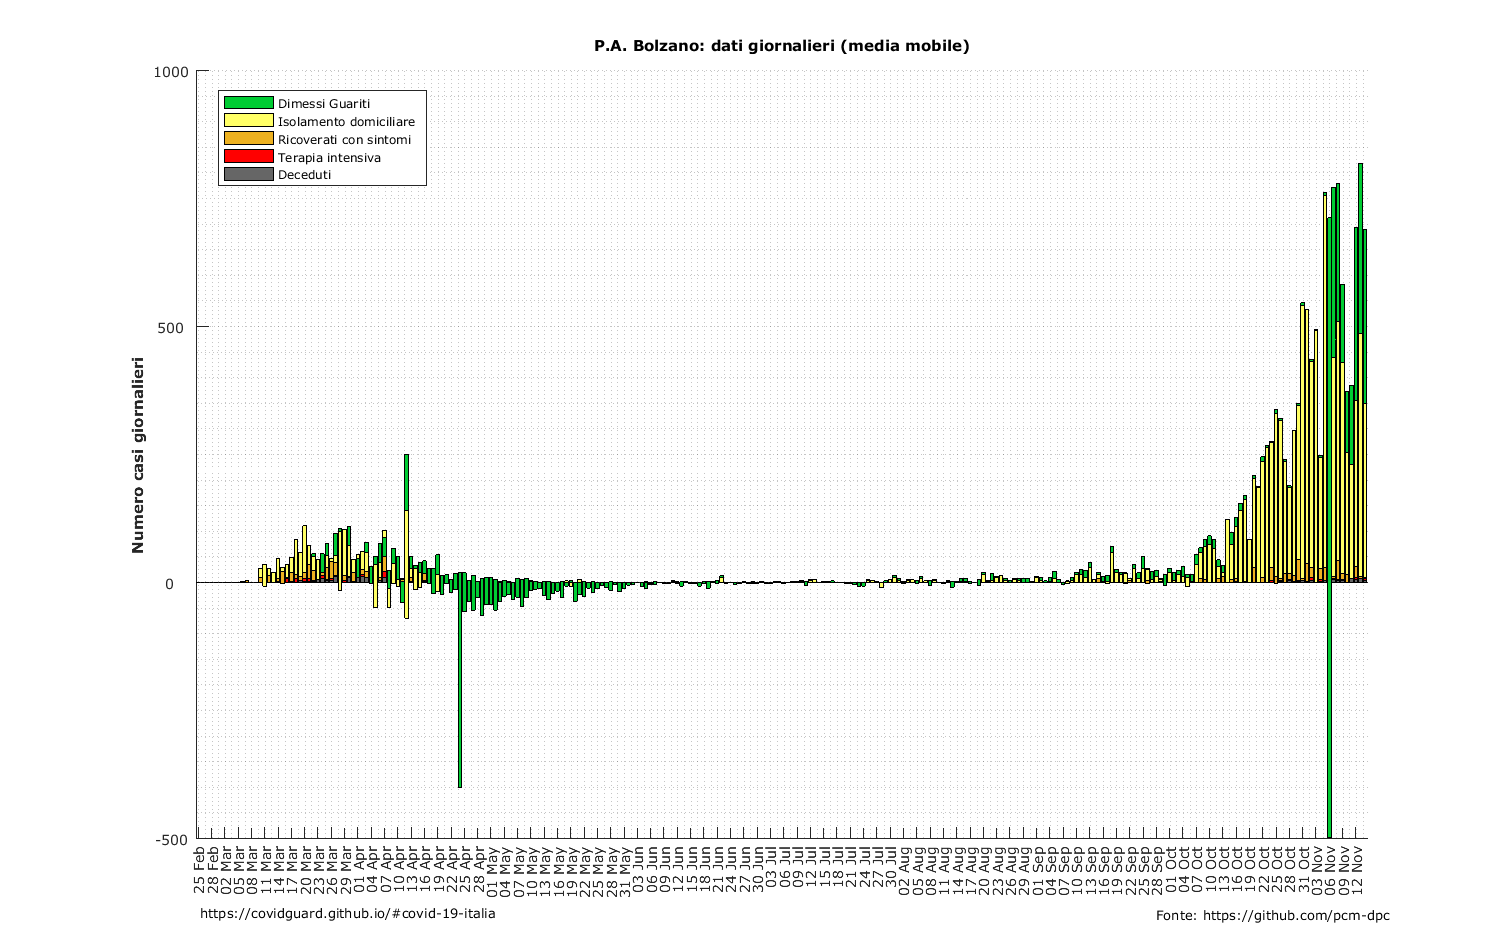 P.A. Bolzano: dati giornalieri (media mobile)
1000
500
0
-500
Numero casi giornalieri
Dimessi Guariti
Isolamento domiciliare
Ricoverati con sintomi
Terapia intensiva
Deceduti
25 Feb
28 Feb
02 Mar
05 Mar
08 Mar
11 Mar
14 Mar
17 Mar
20 Mar
23 Mar
26 Mar
29 Mar
01 Apr
04 Apr
07 Apr
10 Apr
13 Apr
16 Apr
19 Apr
22 Apr
25 Apr
28 Apr
01 May
04 May
07 May
10 May
13 May
16 May
19 May
22 May
25 May
28 May
31 May
03 Jun
06 Jun
09 Jun
12 Jun
15 Jun
18 Jun
21 Jun
24 Jun
27 Jun
30 Jun
03 Jul
06 Jul
09 Jul
12 Jul
15 Jul
18 Jul
21 Jul
24 Jul
27 Jul
30 Jul
02 Aug
05 Aug
08 Aug
11 Aug
14 Aug
17 Aug
20 Aug
23 Aug
26 Aug
29 Aug
01 Sep
04 Sep
07 Sep
10 Sep
13 Sep
16 Sep
19 Sep
22 Sep
25 Sep
28 Sep
01 Oct
04 Oct
07 Oct
10 Oct
13 Oct
16 Oct
19 Oct
22 Oct
25 Oct
28 Oct
31 Oct
03 Nov
06 Nov
09 Nov
12 Nov
https://covidguard.github.io/#covid-19-italia
Fonte: https://github.com/pcm-dpc